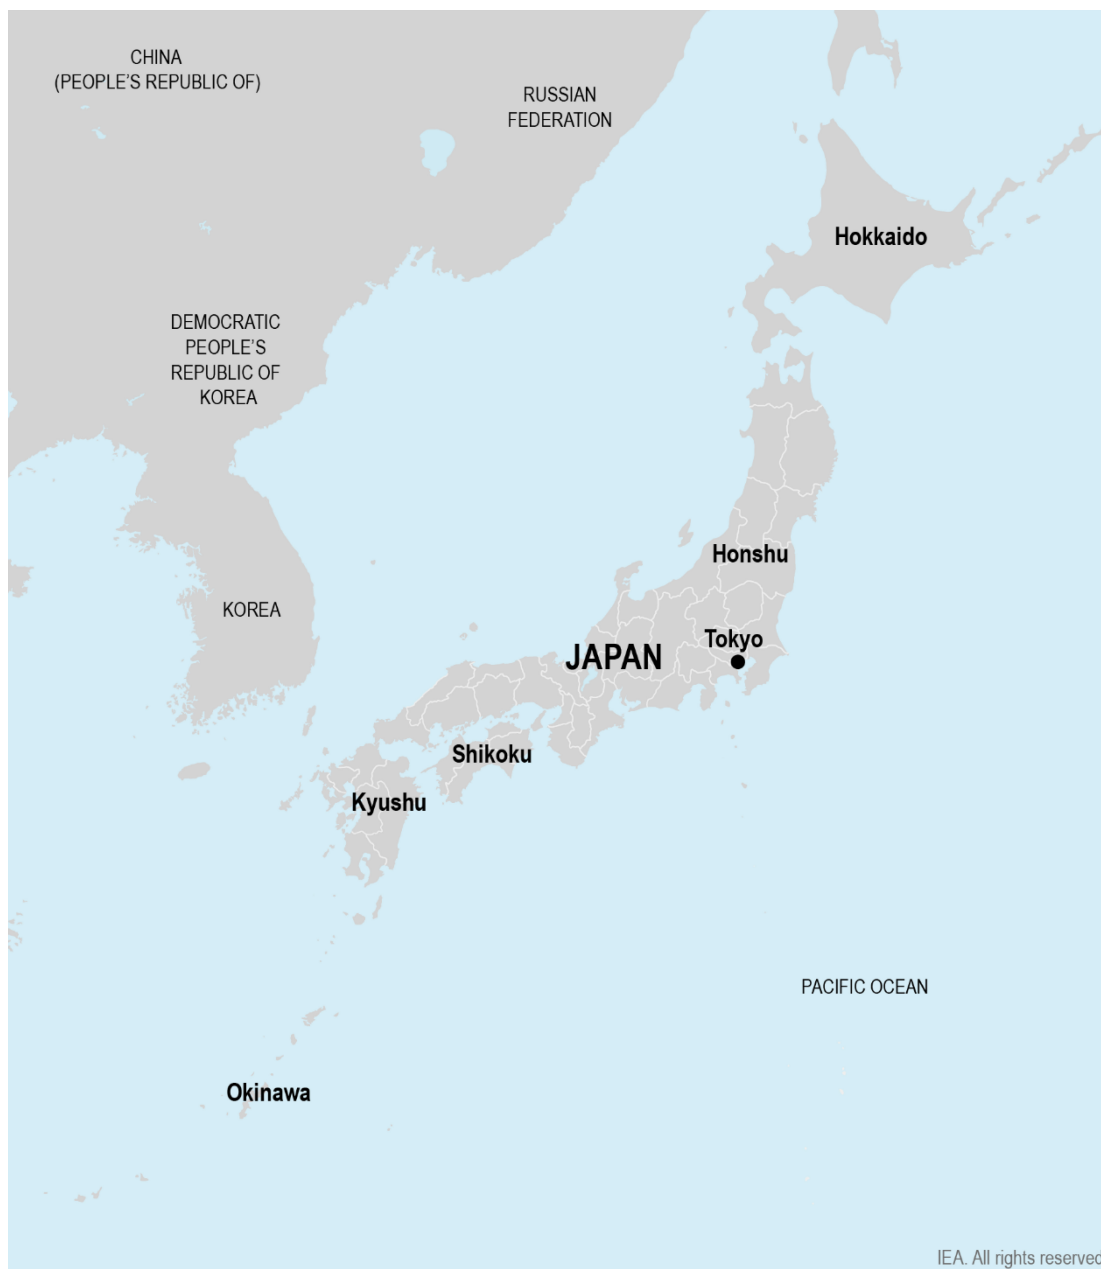 CHINA
(PEOPLE'S REPUBLIC OF)
RUSSIAN
FEDERATION
Hokkaido
DEMOCRATIC
PEOPLE'S
REPUBLIC OF
KOREA
Honshu
KOREA
Tokyo
JAPAN
Shikoku
Kyushu
PACIFIC OCEAN
Okinawa
IEA. All rights reserved